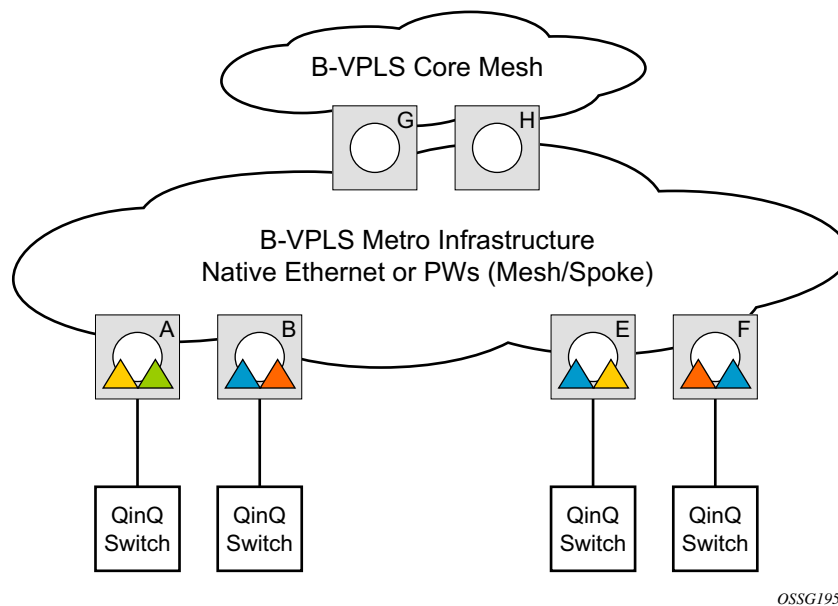 B-VPLS Core Mesh
G
H
B-VPLS Metro Infrastructure
Native Ethernet or PWs (Mesh/Spoke)
A
B
E
F
QinQ
Switch
QinQ
Switch
QinQ
Switch
QinQ
Switch
OSSG193